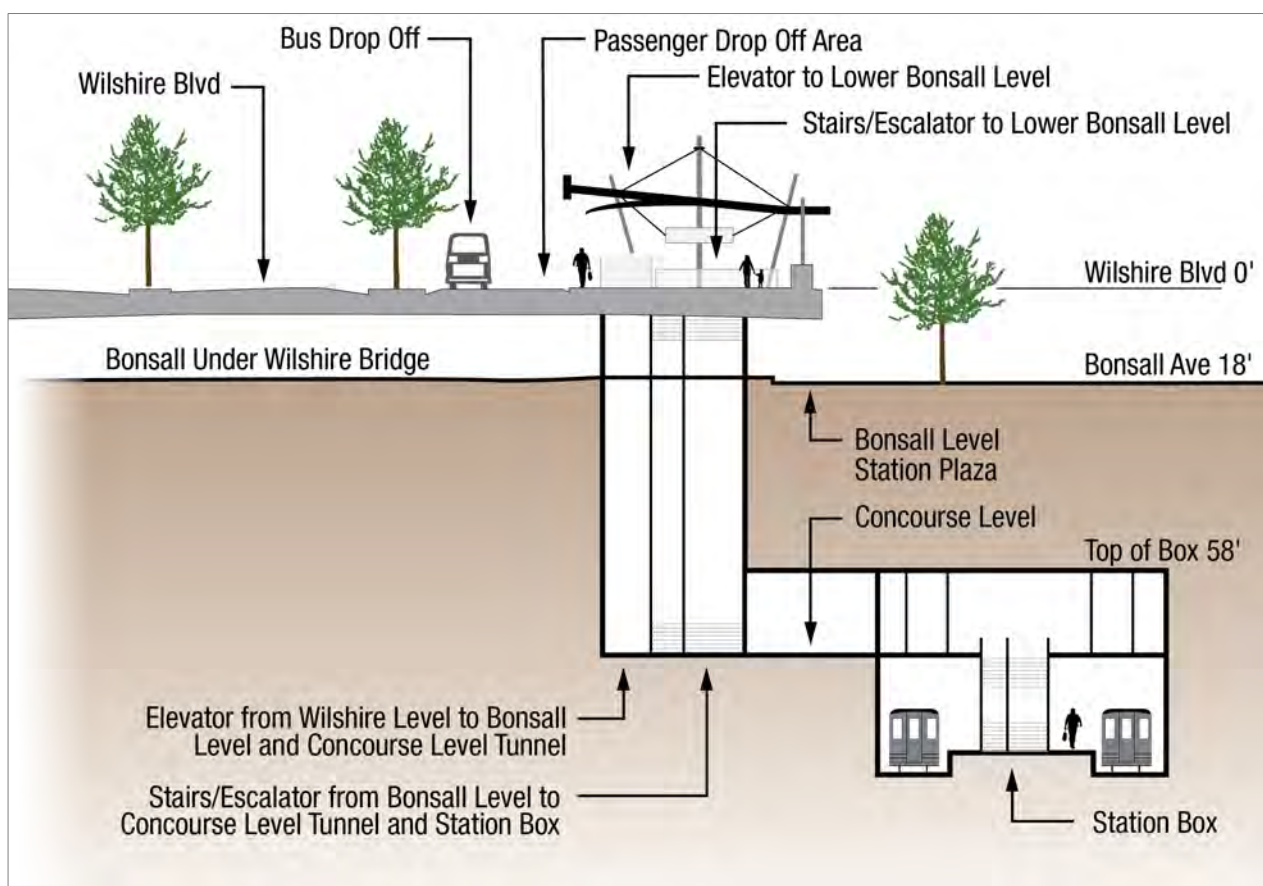 Bus Drop Off
Passenger Drop Off Area
Wilshire Blvd
Elevator to Lower Bonsall Level
Stairs/Escalator to Lower Bonsall Level
Wilshire Blvd 0'
Bonsall Under Wilshire Bridge
Bonsall Ave 18'
Bonsall Level
Station Plaza
Concourse Level
Top of Box 58'
Elevator from Wilshire Level to Bonsall
Level and Concourse Level Tunnel
Stairs/Escalator from Bonsall Level to
Concourse Level Tunnel and Station Box
Station Box